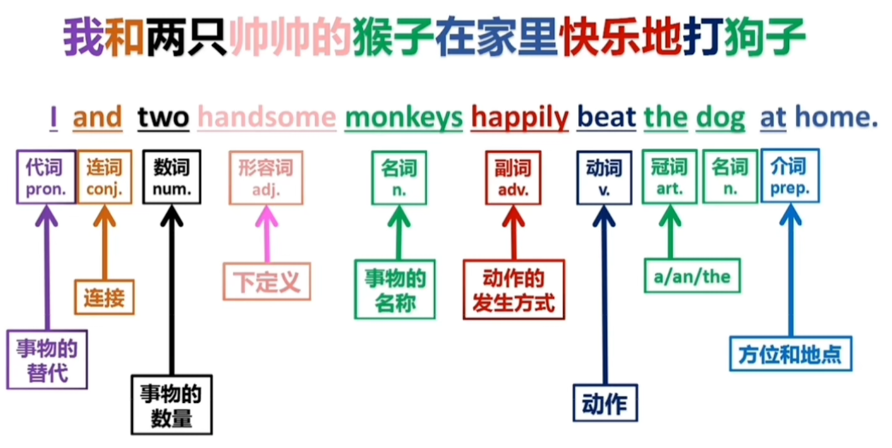 我和两只帅帅的猴子在家里快乐地打狗子
I and two handsome monkeys happily beat the dog at home.
代词 连词 数词 形容词 名词 副词 动词 冠词 名词 介词
pron. conj. num. adj. n. adv. v. art. n. prep.
下定义
事物的
名称
动作的
发生方式
a/an/the
连接
事物的
替代
方位和地点
事物的
数量
动作